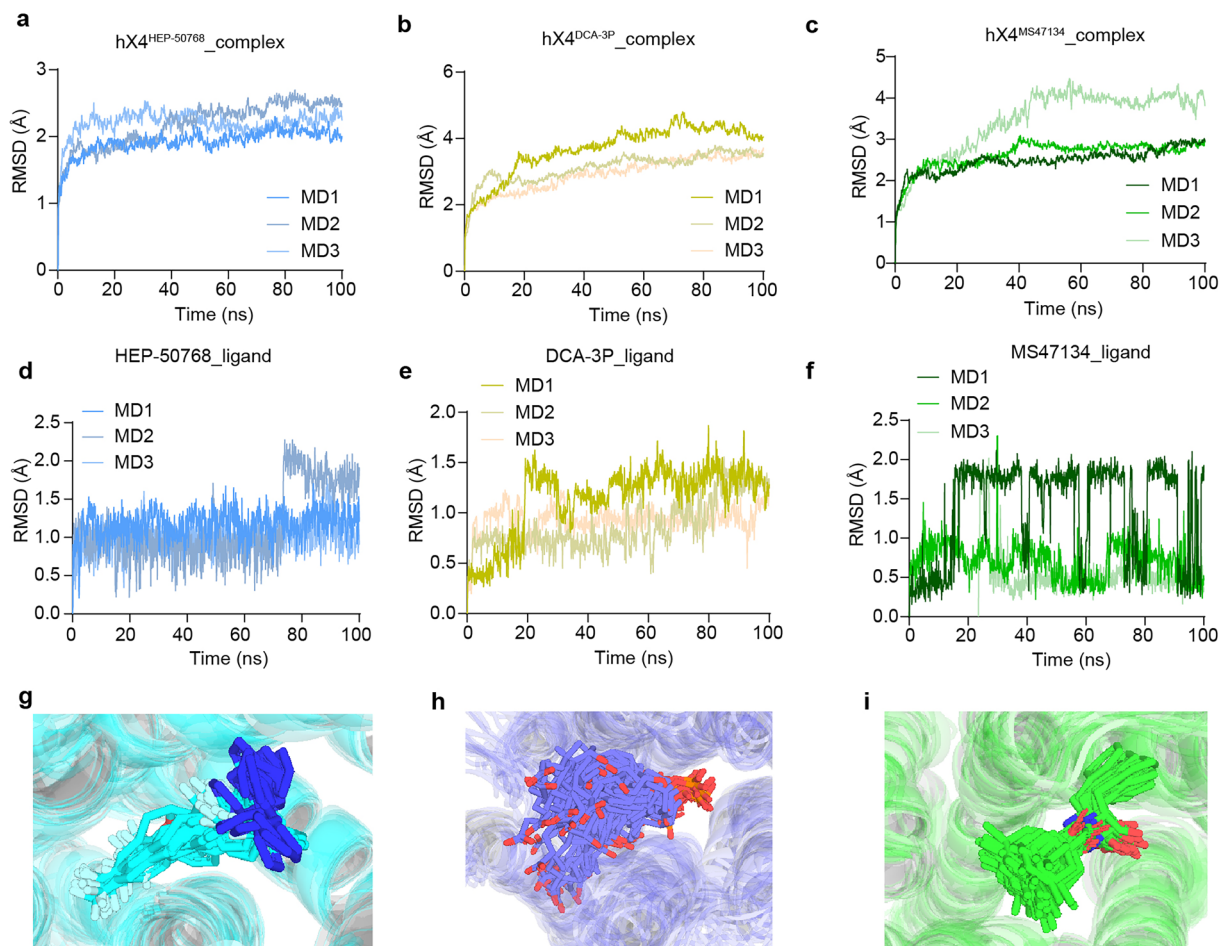 a
hX4HEP-50768_complex
RMSD (Å)
3
2
1
0
MD1
MD2
MD3
0 20 40 60 80 100
Time (ns)
b
hX4DCA-3P_complex
RMSD (Å)
6
4
2
0
MD1
MD2
MD3
0 20 40 60 80 100
Time (ns)
c
hX4MS47134_complex
RMSD (Å)
5
4
3
2
1
0
MD1
MD2
MD3
0 20 40 60 80 100
Time (ns)
d
HEP-50768_ligand
MD1
MD2
MD3
RMSD (Å)
2.5
2.0
1.5
1.0
0.5
0.0
0 20 40 60 80 100
Time (ns)
e
DCA-3P_ligand
MD1
MD2
MD3
RMSD (Å)
2.0
1.5
1.0
0.5
0.0
0 20 40 60 80 100
Time (ns)
f
MS47134_ligand
MD1
MD2
MD3
RMSD (Å)
2.5
2.0
1.5
1.0
0.5
0.0
0 20 40 60 80 100
Time (ns)
g
h
i